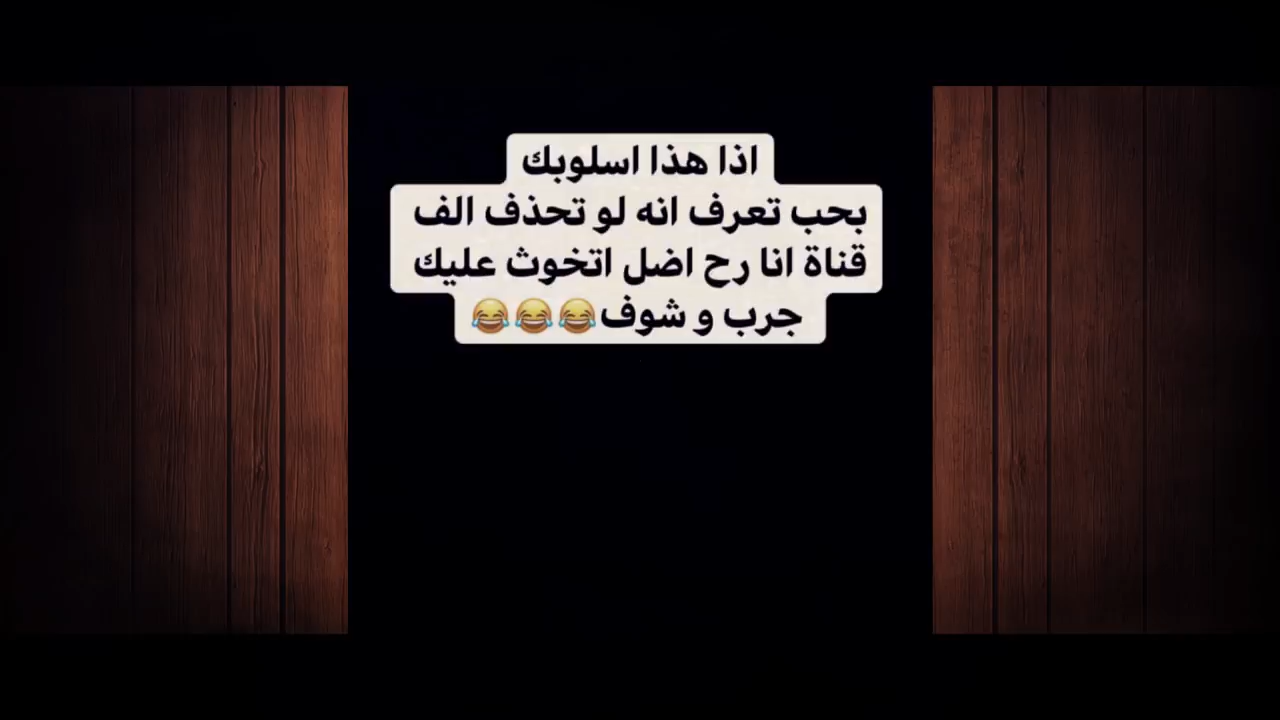 اذا هذا اسلوبك
بحب تعرف انه لو تحذف الف
قناة انا رح اضل اتخوث عليك
جرب و شوف😂😂😂